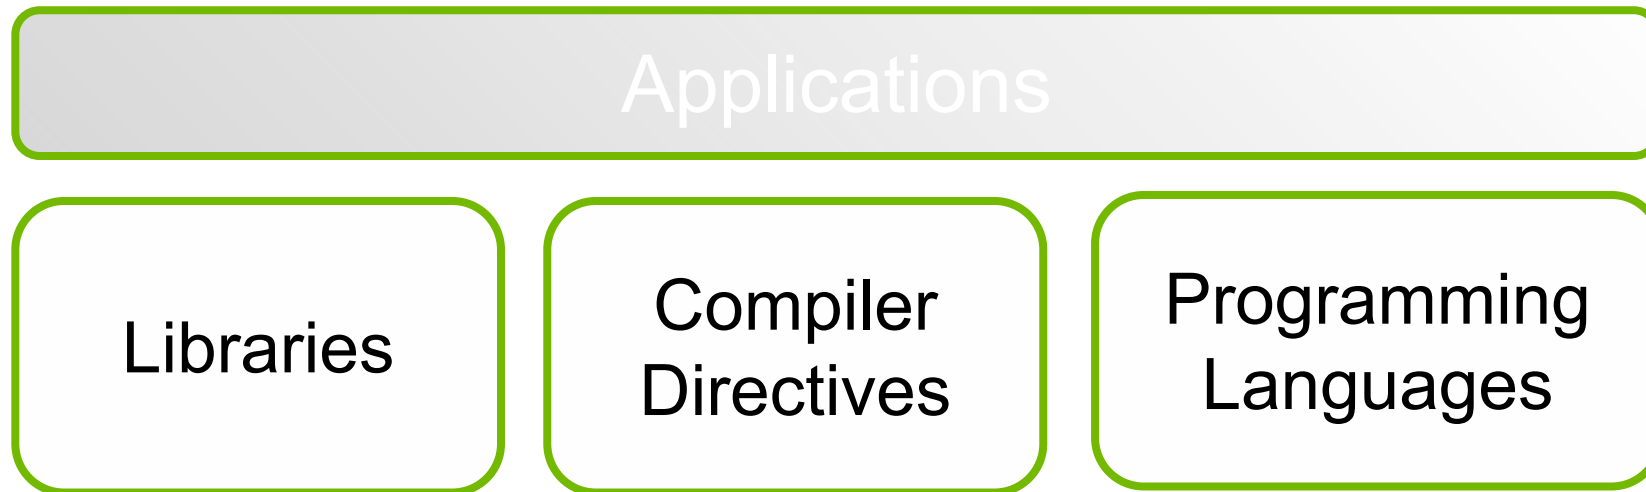 Applications
Libraries
Compiler
Directives
Programming
Languages